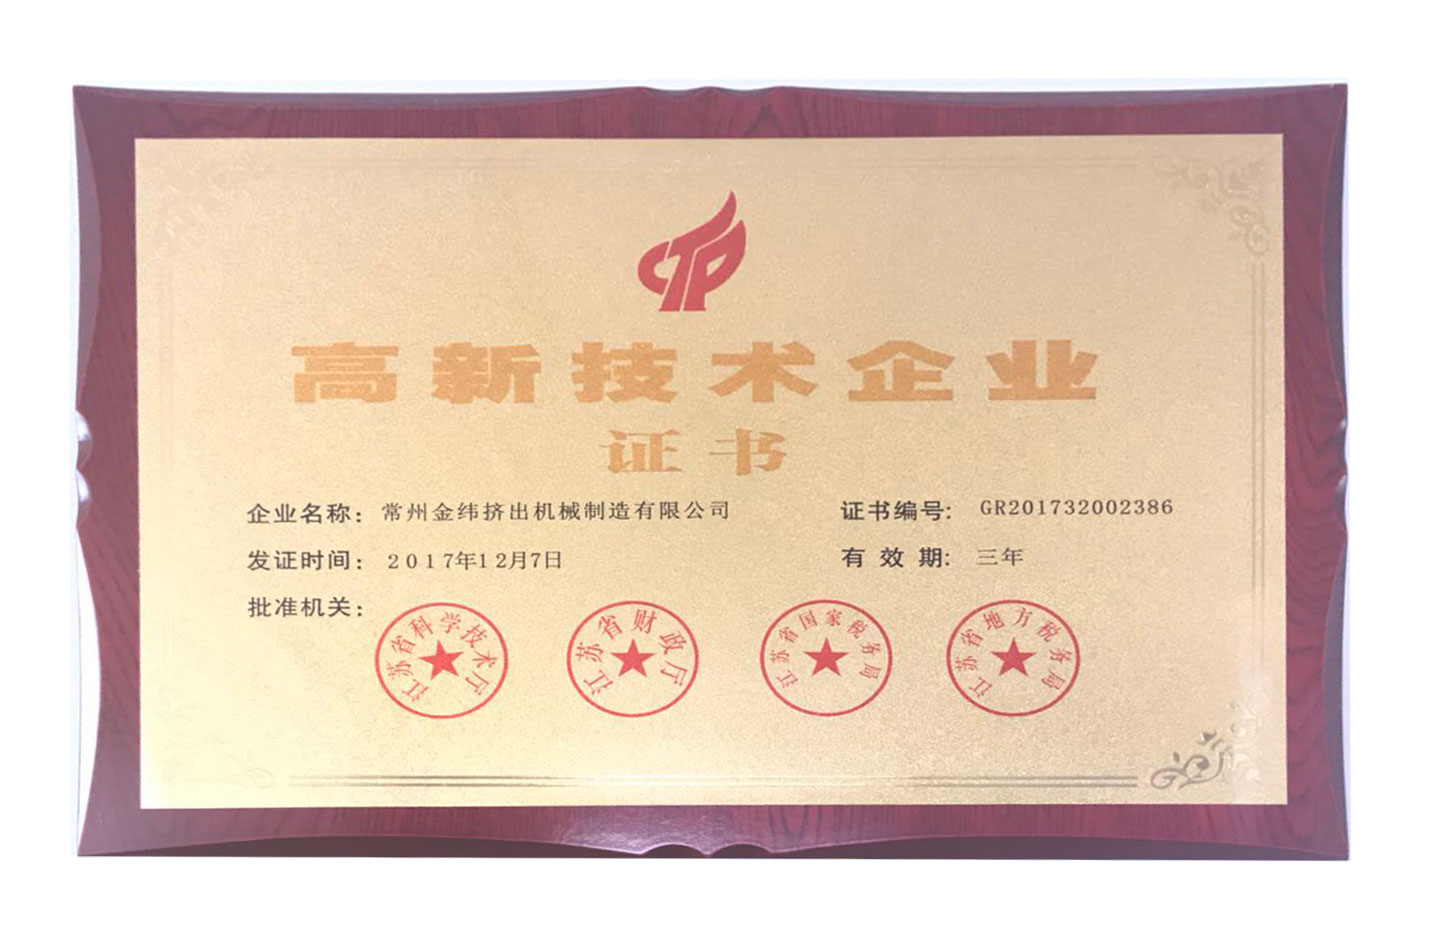 CTP
高新技术企业
证书
企业名称：常州金纬挤出机械制造有限公司
证书编号：GR201732002386
发证时间：2017年12月7日
有效期：三年
批准机关：
江苏省科学技术厅
江苏省财政厅
江苏省国家税务局
江苏省地方税务局